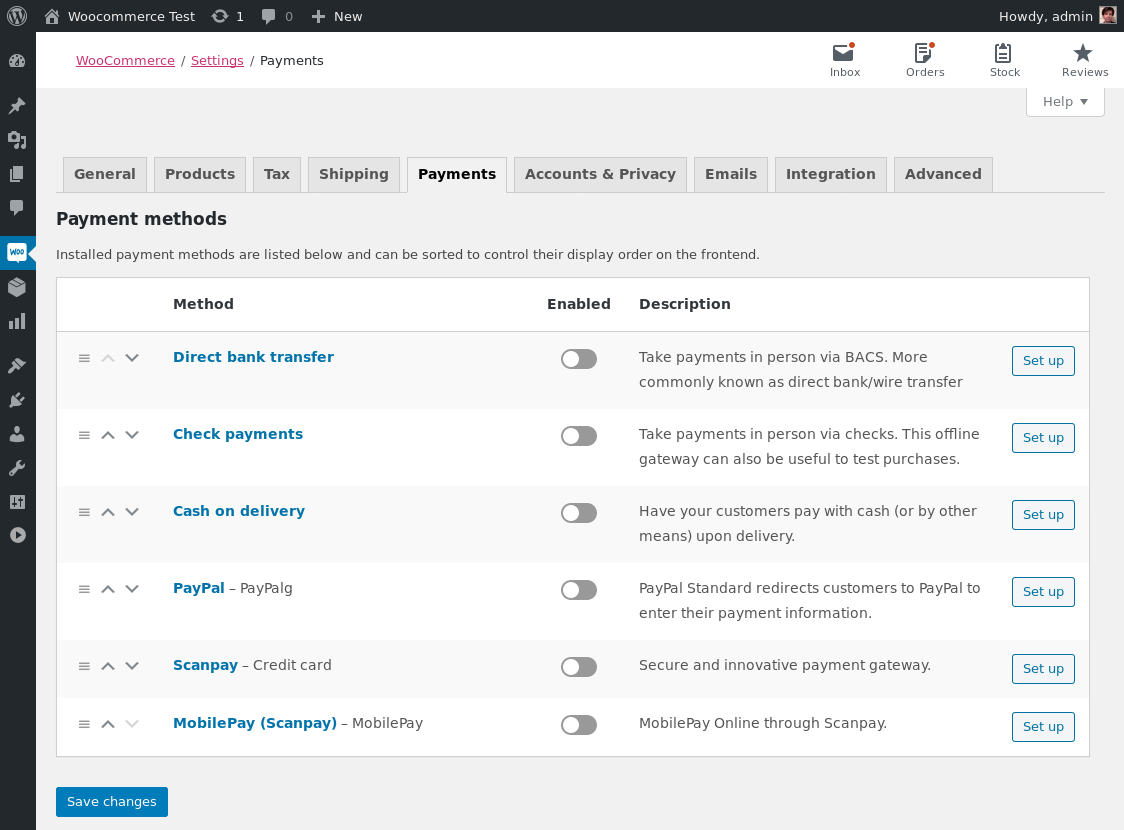 Woocommerce Test 1 0 New Howdy, admin
WooCommerce / Settings / Payments
Inbox Orders Stock Reviews
Help
General Products Tax Shipping Payments Accounts & Privacy Emails Integration Advanced
Woo
Payment methods
Installed payment methods are listed below and can be sorted to control their display order on the frontend.
Method Enabled Description
Direct bank transfer Take payments in person via BACS. More Set up
commonly known as direct bank/wire transfer
Check payments Take payments in person via checks. This offline Set up
gateway can also be useful to test purchases.
Cash on delivery Have your customers pay with cash (or by other Set up
means) upon delivery.
PayPal – PayPalg PayPal Standard redirects customers to PayPal to Set up
enter their payment information.
Scanpay – Credit card Secure and innovative payment gateway. Set up
MobilePay (Scanpay) – MobilePay MobilePay Online through Scanpay. Set up
Save changes